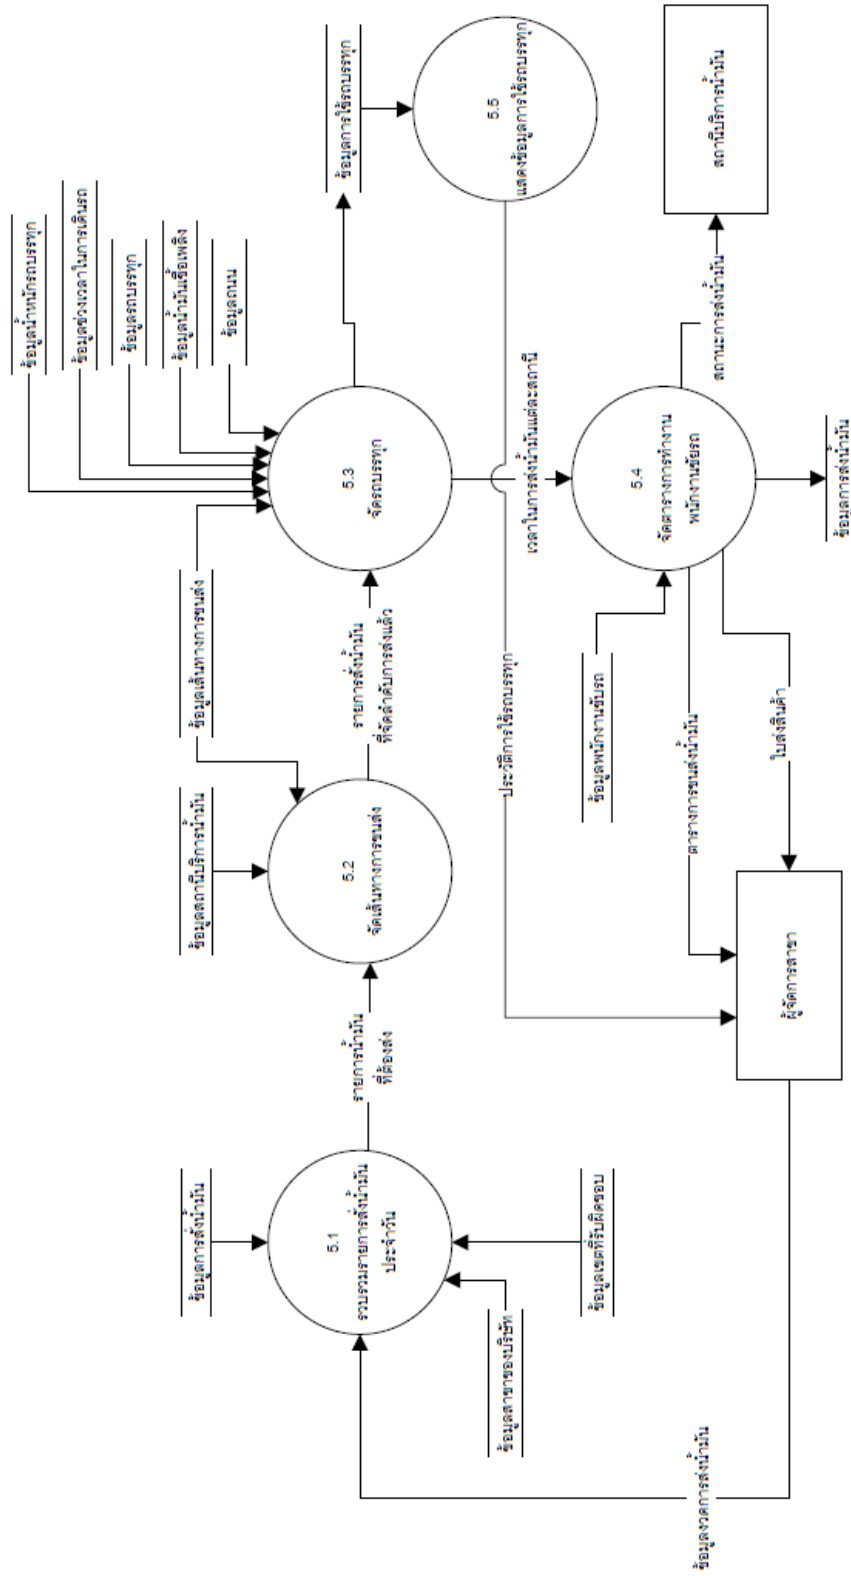 ข้อมูลการสั่งน้ำมัน
5.1
รวบรวมรายการสั่งน้ำมัน
ประจำวัน
ข้อมูลสาขาของบริษัท
ข้อมูลเขตที่รับผิดชอบ
ข้อมูลงวดการส่งน้ำมัน
รายการน้ำมัน
ที่ต้องส่ง
ข้อมูลสถานีบริการน้ำมัน
5.2
จัดเส้นทางการขนส่ง
ข้อมูลเส้นทางการขนส่ง
รายการสั่งน้ำมัน
ที่จัดลำดับการส่งแล้ว
ข้อมูลน้ำหนักรถบรรทุก
ข้อมูลช่วงเวลาในการเดินรถ
ข้อมูลรถบรรทุก
ข้อมูลน้ำมันเชื้อเพลิง
ข้อมูลถนน
5.3
จัดรถบรรทุก
ข้อมูลการใช้รถบรรทุก
5.5
แสดงข้อมูลการใช้รถบรรทุก
ประวัติการใช้รถบรรทุก
เวลาในการส่งน้ำมันแต่ละสถานี
ข้อมูลพนักงานขับรถ
5.4
จัดตารางการทำงาน
พนักงานขับรถ
ตารางการขนส่งน้ำมัน
ใบส่งสินค้า
สถานะการส่งน้ำมัน
สถานีบริการน้ำมัน
ข้อมูลการส่งน้ำมัน
ผู้จัดการสาขา